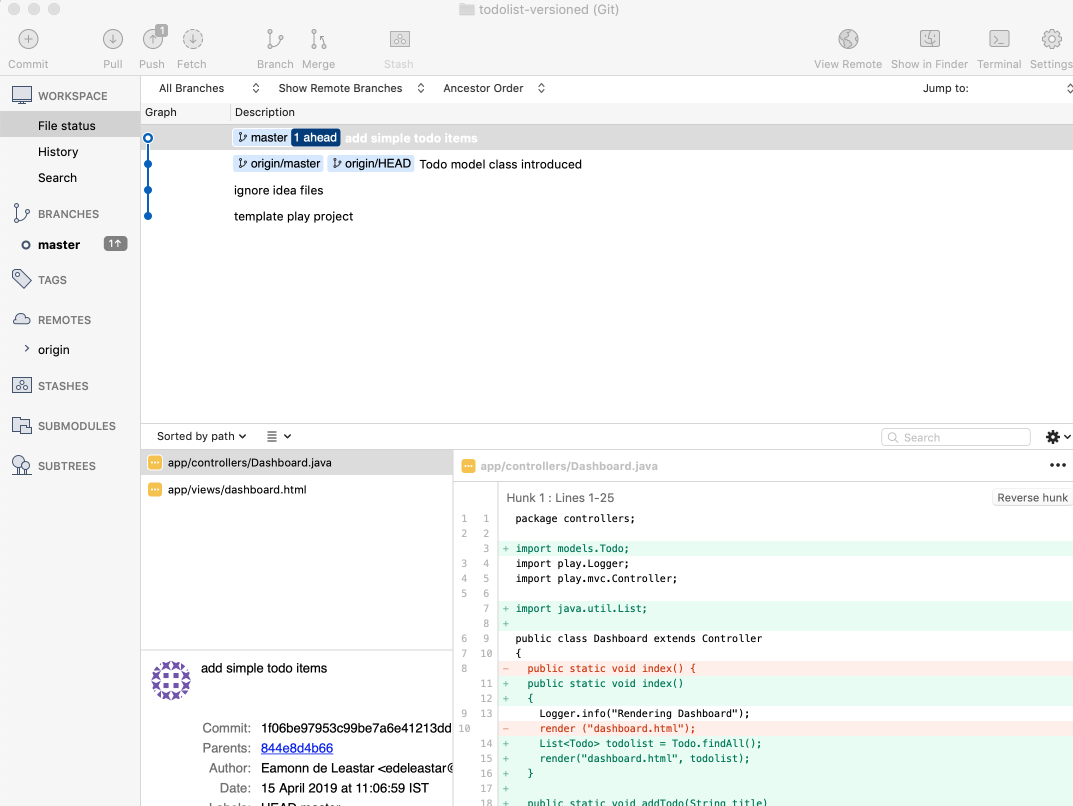 todolist-versioned (Git)
1
Commit Pull Push Fetch Branch Merge Stash View Remote Show in Finder Terminal Settings
WORKSPACE
File status
History
Search
BRANCHES
master 1↑
TAGS
REMOTES
origin
STASHES
SUBMODULES
SUBTREES
All Branches Show Remote Branches Ancestor Order Jump to:
Graph Description
master 1 ahead add simple todo items
origin/master origin/HEAD Todo model class introduced
ignore idea files
template play project
Sorted by path Search
app/controllers/Dashboard.java
app/views/dashboard.html
add simple todo items
Commit: 1f06be97953c99be7a6e41213dd
Parents: 844e8d4b66
Author: Eamonn de Leastar <edeleastar@
Date: 15 April 2019 at 11:06:59 IST
Labels: HEAD master
app/controllers/Dashboard.java
Hunk 1 : Lines 1-25 Reverse hunk
1 1 package controllers;
2 2
3 + import models.Todo;
3 4 import play.Logger;
4 5 import play.mvc.Controller;
5 6
7 + import java.util.List;
8 +
6 9 public class Dashboard extends Controller
7 10 {
8 - public static void index() {
11 + public static void index()
12 + {
9 13 Logger.info("Rendering Dashboard");
10 - render ("dashboard.html");
14 + List<Todo> todolist = Todo.findAll();
15 + render("dashboard.html", todolist);
16 + }
17 +
18 + public static void addTodo(String title)